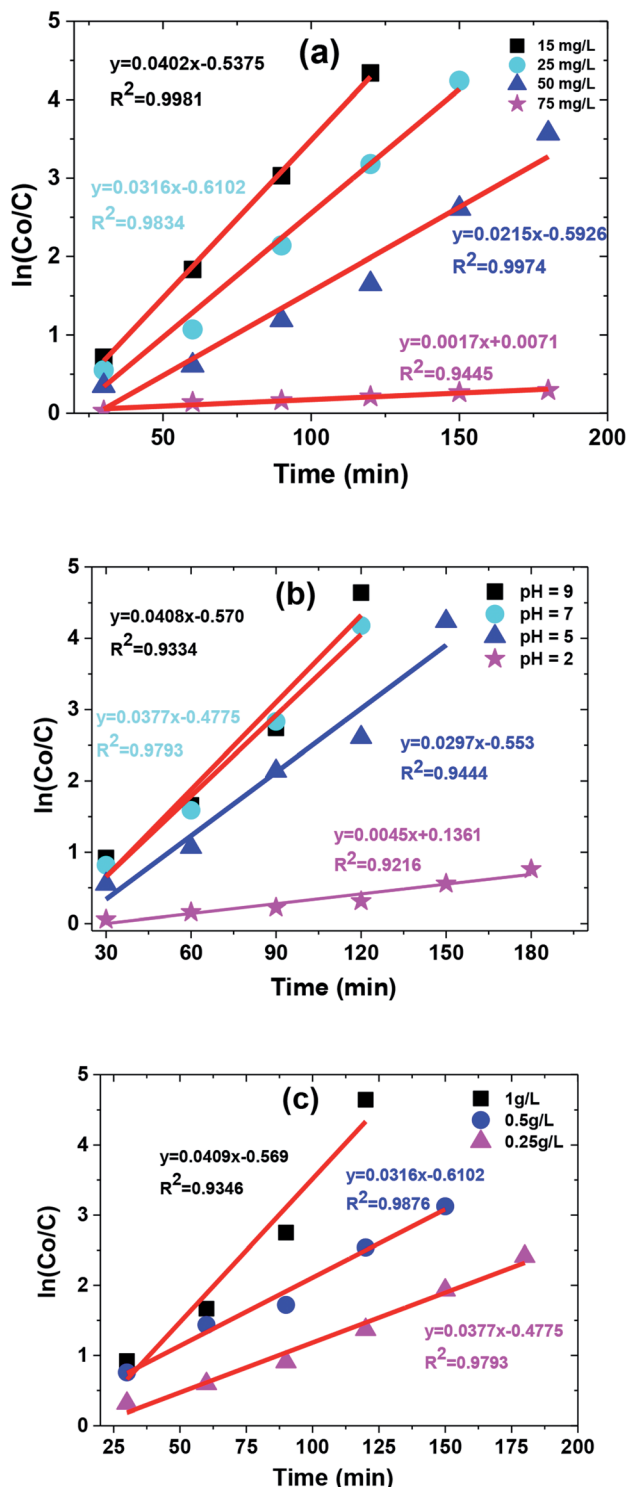 (a)
15 mg/L
25 mg/L
50 mg/L
75 mg/L
y=0.0402x-0.5375
R²=0.9981
y=0.0316x-0.6102
R²=0.9834
y=0.0215x-0.5926
R²=0.9974
y=0.0017x+0.0071
R²=0.9445
ln(Co/C)
5
4
3
2
1
0
50 100 150 200
Time (min)
(b)
pH = 9
pH = 7
pH = 5
pH = 2
y=0.0408x-0.570
R²=0.9334
y=0.0377x-0.4775
R²=0.9793
y=0.0297x-0.553
R²=0.9444
y=0.0045x+0.1361
R²=0.9216
ln(Co/C)
5
4
3
2
1
0
30 60 90 120 150 180
Time (min)
(c)
1g/L
0.5g/L
0.25g/L
y=0.0409x-0.569
R²=0.9346
y=0.0316x-0.6102
R²=0.9876
y=0.0377x-0.4775
R²=0.9793
ln(Co/C)
5
4
3
2
1
0
25 50 75 100 125 150 175 200
Time (min)